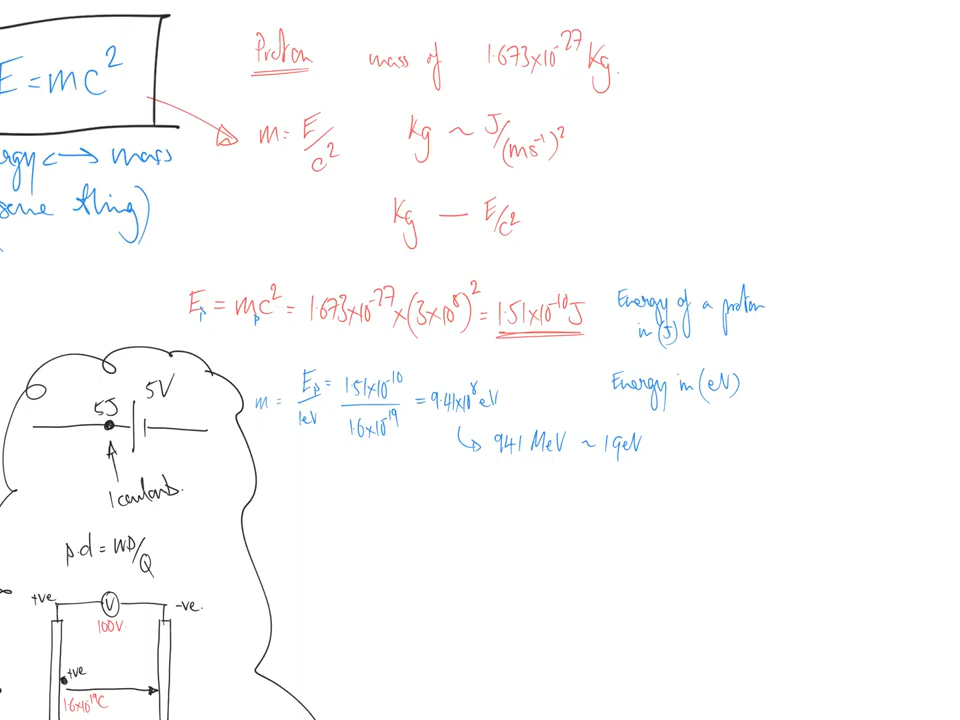 E = mc²
Proton mass of 1.673×10⁻²⁷ Kg.
m = E/c² Kg ~ J/(ms⁻¹)²
rgy ↔ mass
same thing)
Kg — E/c²
Eₚ = mₚc² = 1.673×10⁻²⁷ × (3×10⁸)² = 1.51×10⁻¹⁰ J
Energy of a proton
in (J)
m = Eₚ/1eV = 1.51×10⁻¹⁰/1.6×10⁻¹⁹ = 9.41×10⁸ eV
Energy in (eV)
↳ 941 MeV ~ 1 GeV
5V
5J
1 coulomb.
p.d = WD/Q
+ve -ve.
V
100V
+ve
1.6×10⁻¹⁹C